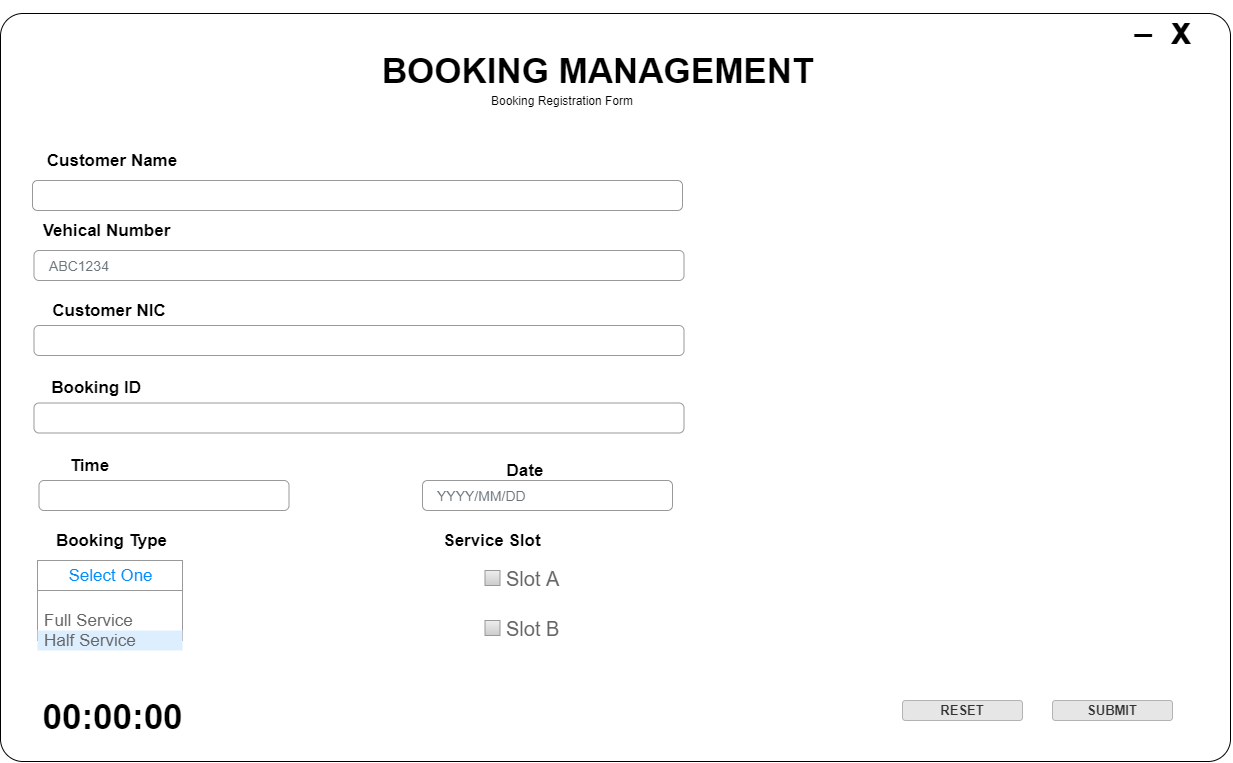 – X
BOOKING MANAGEMENT
Booking Registration Form
Customer Name
Vehical Number
ABC1234
Customer NIC
Booking ID
Time
Date
YYYY/MM/DD
Booking Type
Service Slot
Select One
Slot A
Full Service
Half Service
Slot B
00:00:00
RESET
SUBMIT